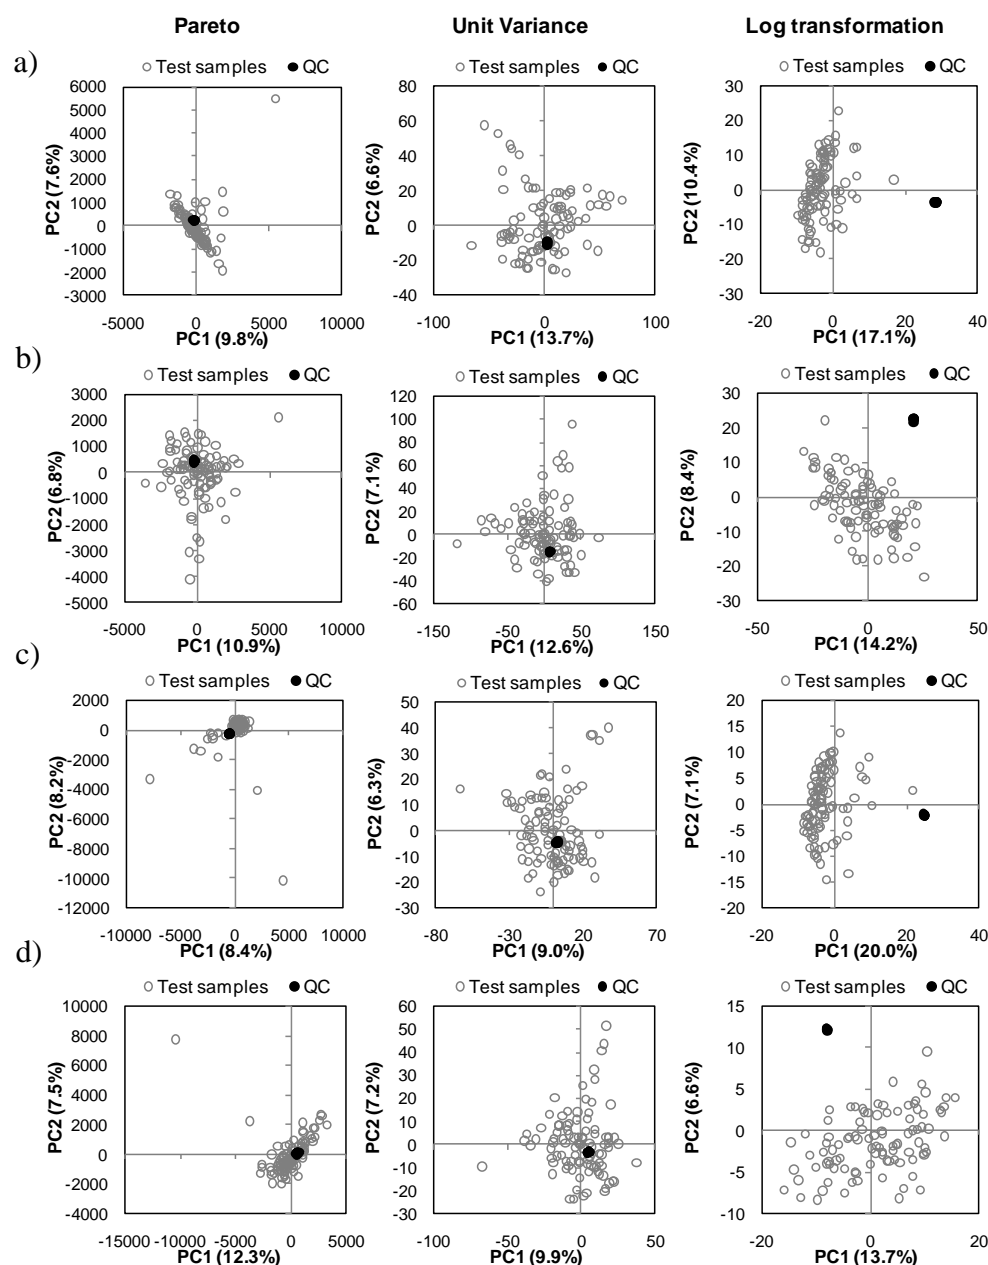 Pareto Unit Variance Log transformation
a)
Test samples QC Test samples QC Test samples QC
PC2 (7.6%)
6000
5000
4000
3000
2000
1000
0
-1000
-2000
-3000
-5000 0 5000 10000
PC1 (9.8%)
PC2 (6.6%)
80
60
40
20
0
-20
-40
-100 0 100
PC1 (13.7%)
PC2 (10.4%)
30
20
10
0
-10
-20
-30
-20 0 20 40
PC1 (17.1%)
b)
Test samples QC Test samples QC Test samples QC
PC2 (6.8%)
3000
2000
1000
0
-1000
-2000
-3000
-4000
-5000
-5000 0 5000 10000
PC1 (10.9%)
PC2 (7.1%)
120
100
80
60
40
20
0
-20
-40
-60
-150 -50 50 150
PC1 (12.6%)
PC2 (8.4%)
30
20
10
0
-10
-20
-30
-50 0 50
PC1 (14.2%)
c)
Test samples QC Test samples QC Test samples QC
PC2 (8.2%)
2000
0
-2000
-4000
-6000
-8000
-10000
-12000
-10000 -5000 0 5000 10000
PC1 (8.4%)
PC2 (6.3%)
50
40
30
20
10
0
-10
-20
-30
-80 -30 20 70
PC1 (9.0%)
PC2 (7.1%)
20
15
10
5
0
-5
-10
-15
-20
-20 0 20 40
PC1 (20.0%)
d)
Test samples QC Test samples QC Test samples QC
PC2 (7.5%)
10000
8000
6000
4000
2000
0
-2000
-4000
-15000 -10000 -5000 0 5000
PC1 (12.3%)
PC2 (7.2%)
60
50
40
30
20
10
0
-10
-20
-30
-100 -50 0 50
PC1 (9.9%)
PC2 (6.6%)
15
10
5
0
-5
-10
-20 0 20
PC1 (13.7%)